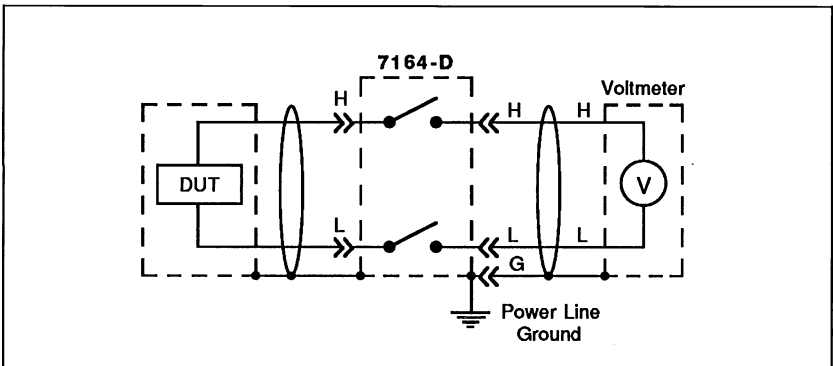 7164-D
Voltmeter
H
H
H
DUT
V
L
L
L
G
Power Line
Ground